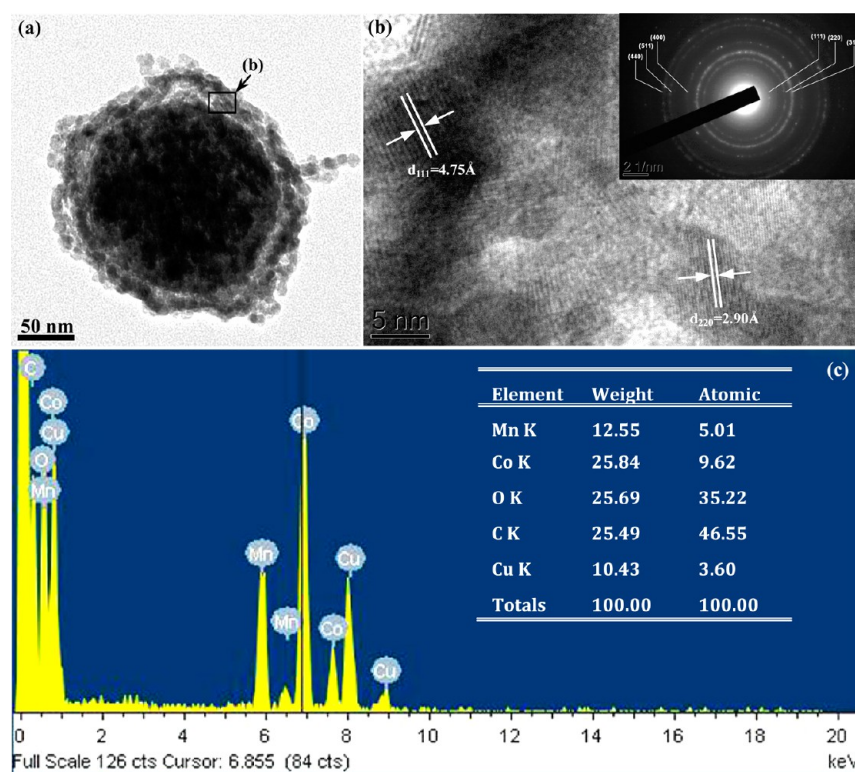 (a)
(b)
50 nm
(b)
(400)
(511)
(440)
(111)
(220)
(31
2 1/nm
d111=4.75Å
d220=2.90Å
5 nm
(c)
C
Co
Cu
O
Mn
Mn
Mn
Co
Co
Cu
Cu
Element Weight Atomic
Mn K 12.55 5.01
Co K 25.84 9.62
O K 25.69 35.22
C K 25.49 46.55
Cu K 10.43 3.60
Totals 100.00 100.00
0 2 4 6 8 10 12 14 16 18 20
Full Scale 126 cts Cursor: 6.855 (84 cts) keV